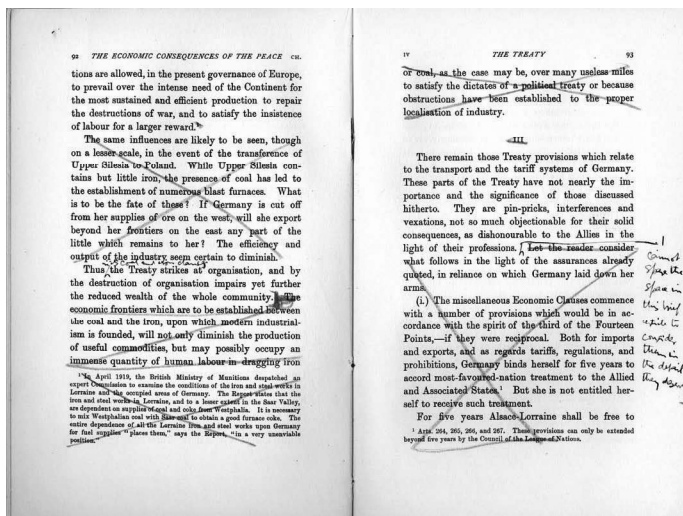 92 THE ECONOMIC CONSEQUENCES OF THE PEACE CH.
tions are allowed, in the present governance of Europe,
to prevail over the intense need of the Continent for
the most sustained and efficient production to repair
the destructions of war, and to satisfy the insistence
of labour for a larger reward.¹
The same influences are likely to be seen, though
on a lesser scale, in the event of the transference of
Upper Silesia to Poland. While Upper Silesia con-
tains but little iron, the presence of coal has led to
the establishment of numerous blast furnaces. What
is to be the fate of these? If Germany is cut off
from her supplies of ore on the west, will she export
beyond her frontiers on the east any part of the
little which remains to her? The efficiency and
output of the industry seem certain to diminish.
Thus the Treaty strikes at organisation, and by
the destruction of organisation impairs yet further
the reduced wealth of the whole community. The
economic frontiers which are to be established between
the coal and the iron, upon which modern industrial-
ism is founded, will not only diminish the production
of useful commodities, but may possibly occupy an
immense quantity of human labour in dragging iron
¹ In April 1919, the British Ministry of Munitions despatched an
expert Commission to examine the conditions of the iron and steel works in
Lorraine and the occupied areas of Germany. The Report states that the
iron and steel works in Lorraine, and to a lesser extent in the Saar Valley,
are dependent on supplies of coal and coke from Westphalia. It is necessary
to mix Westphalian coal with Saar coal to obtain a good furnace coke. The
entire dependence of all the Lorraine iron and steel works upon Germany
for fuel supplies "places them," says the Report, "in a very unenviable
position."
IV THE TREATY 93
or coal, as the case may be, over many useless miles
to satisfy the dictates of a political treaty or because
obstructions have been established to the proper
localisation of industry.
III
There remain those Treaty provisions which relate
to the transport and the tariff systems of Germany.
These parts of the Treaty have not nearly the im-
portance and the significance of those discussed
hitherto. They are pin-pricks, interferences and
vexations, not so much objectionable for their solid
consequences, as dishonourable to the Allies in the
light of their professions. Let the reader consider
what follows in the light of the assurances already
quoted, in reliance on which Germany laid down her
arms.
(i.) The miscellaneous Economic Clauses commence
with a number of provisions which would be in ac-
cordance with the spirit of the third of the Fourteen
Points,—if they were reciprocal. Both for imports
and exports, and as regards tariffs, regulations, and
prohibitions, Germany binds herself for five years to
accord most-favoured-nation treatment to the Allied
and Associated States.¹ But she is not entitled her-
self to receive such treatment.
For five years Alsace-Lorraine shall be free to
¹ Arts. 264, 265, 266, and 267. These provisions can only be extended
beyond five years by the Council of the League of Nations.
I
cannot
spare the
space in
this brief
to
consider
them in
the detail
they